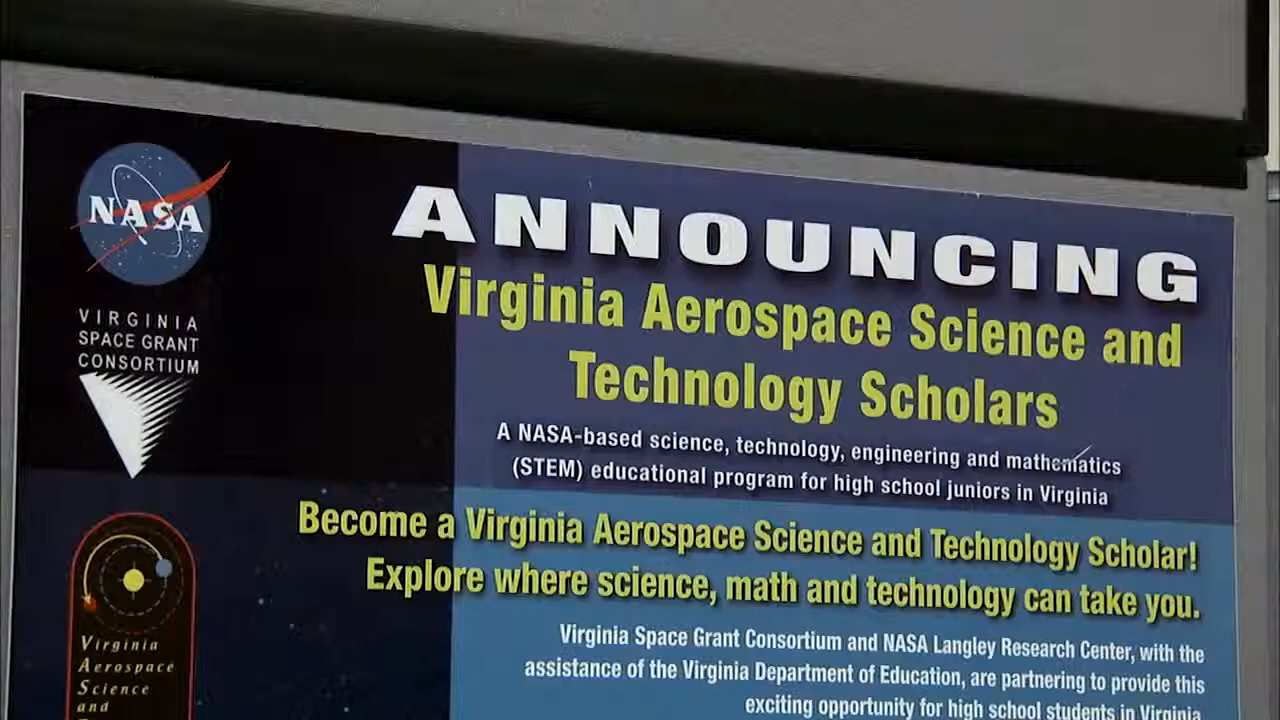 NASA
VIRGINIA
SPACE GRANT
CONSORTIUM
Virginia
Aerospace
Science
and
ANNOUNCING
Virginia Aerospace Science and
Technology Scholars
A NASA-based science, technology, engineering and mathematics
(STEM) educational program for high school juniors in Virginia
Become a Virginia Aerospace Science and Technology Scholar!
Explore where science, math and technology can take you.
Virginia Space Grant Consortium and NASA Langley Research Center, with the
assistance of the Virginia Department of Education, are partnering to provide this
exciting opportunity for high school students in Virginia